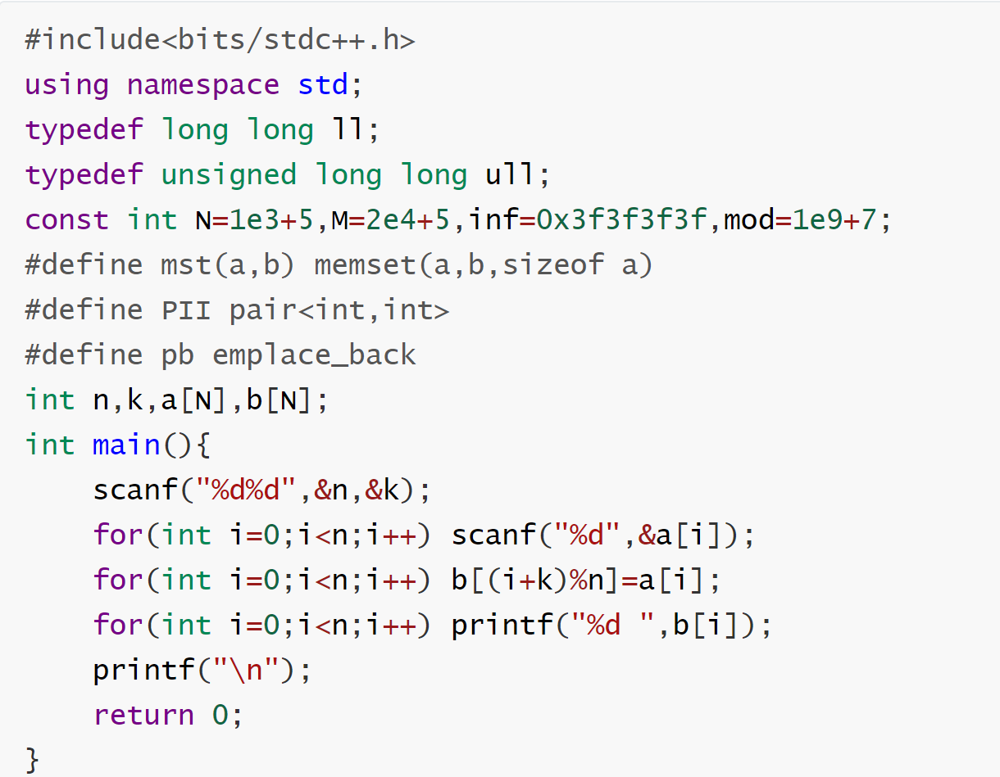 #include<bits/stdc++.h>
using namespace std;
typedef long long ll;
typedef unsigned long long ull;
const int N=1e3+5,M=2e4+5,inf=0x3f3f3f3f,mod=1e9+7;
#define mst(a,b) memset(a,b,sizeof a)
#define PII pair<int,int>
#define pb emplace_back
int n,k,a[N],b[N];
int main(){
    scanf("%d%d",&n,&k);
    for(int i=0;i<n;i++) scanf("%d",&a[i]);
    for(int i=0;i<n;i++) b[(i+k)%n]=a[i];
    for(int i=0;i<n;i++) printf("%d ",b[i]);
    printf("\n");
    return 0;
}